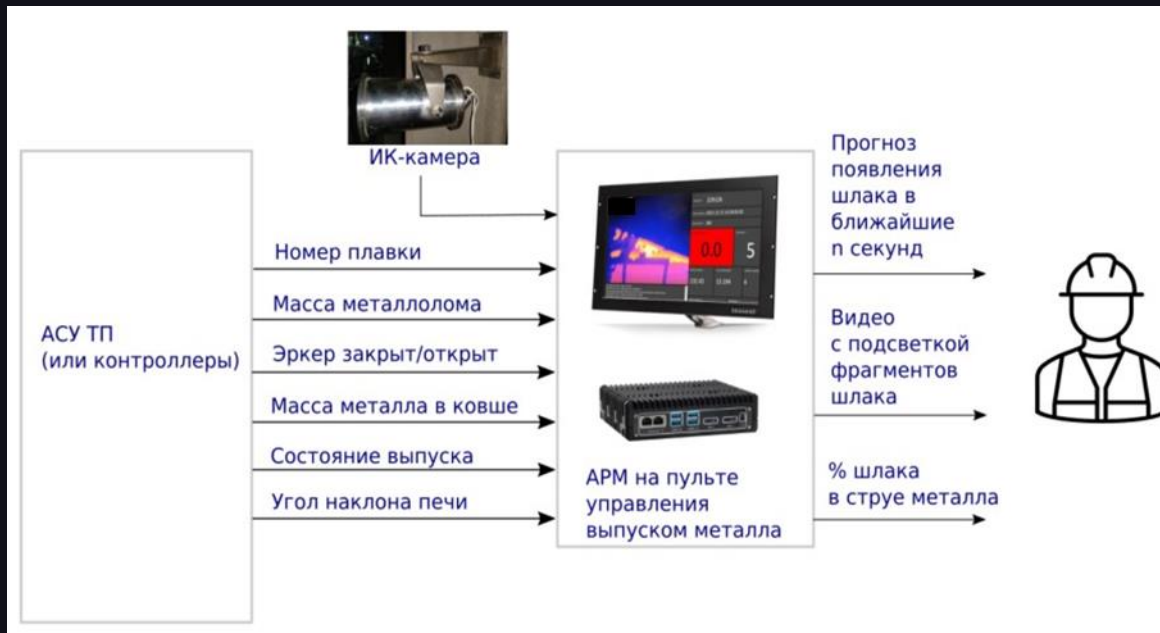 ИК-камера
АСУ ТП
(или контроллеры)
Номер плавки
Масса металлолома
Эркер закрыт/открыт
Масса металла в ковше
Состояние выпуска
Угол наклона печи
0.0
5
АРМ на пульте
управления
выпуском металла
Прогноз
появления
шлака в
ближайшие
n секунд
Видео
с подсветкой
фрагментов
шлака
% шлака
в струе металла